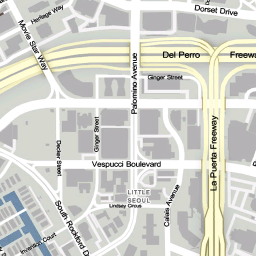 Dorset Drive
Heritage Way
Movie Star Way
Del Perro
Freeway
Ginger Street
Palomino Avenue
Ginger Street
La Puerta Freeway
Vespucci Boulevard
Decker Street
LITTLE
SEOUL
Lindsay Circus
Calais Avenue
South Rockford D
Invention Court